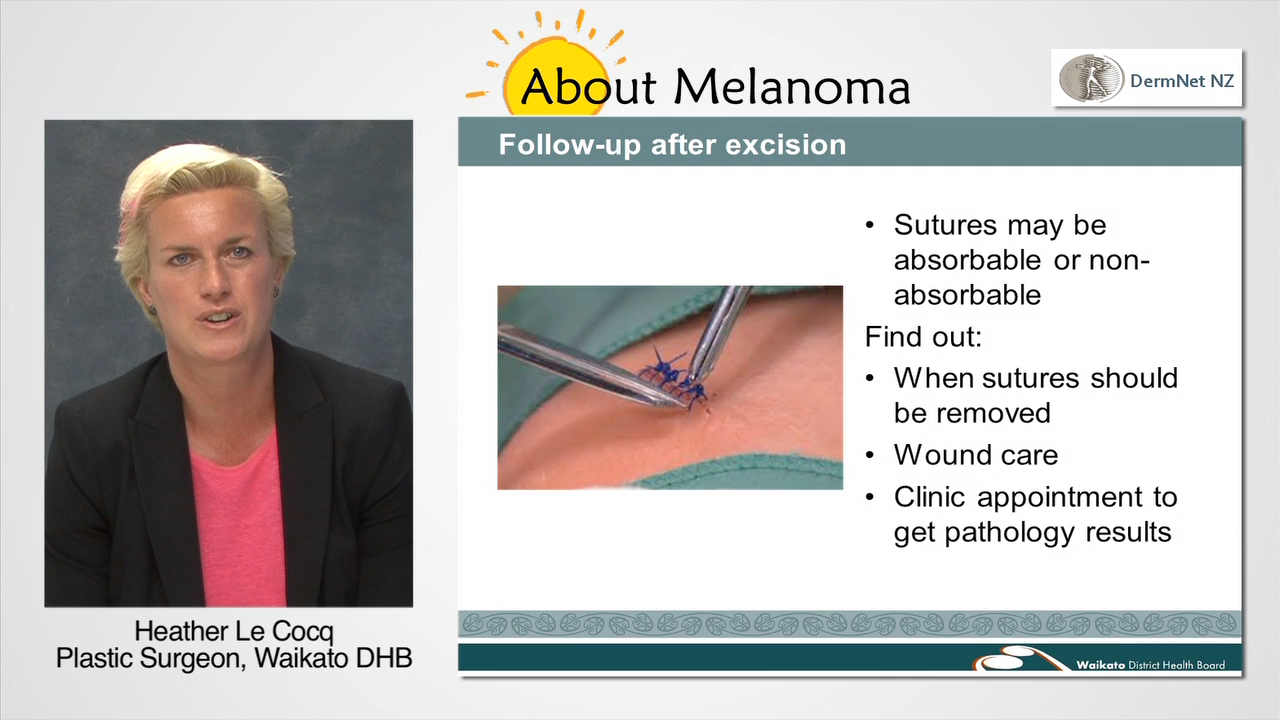 About Melanoma
DermNet NZ
Follow-up after excision
• Sutures may be
absorbable or non-
absorbable
Find out:
• When sutures should
be removed
• Wound care
• Clinic appointment to
get pathology results
Heather Le Cocq
Plastic Surgeon, Waikato DHB
Waikato District Health Board